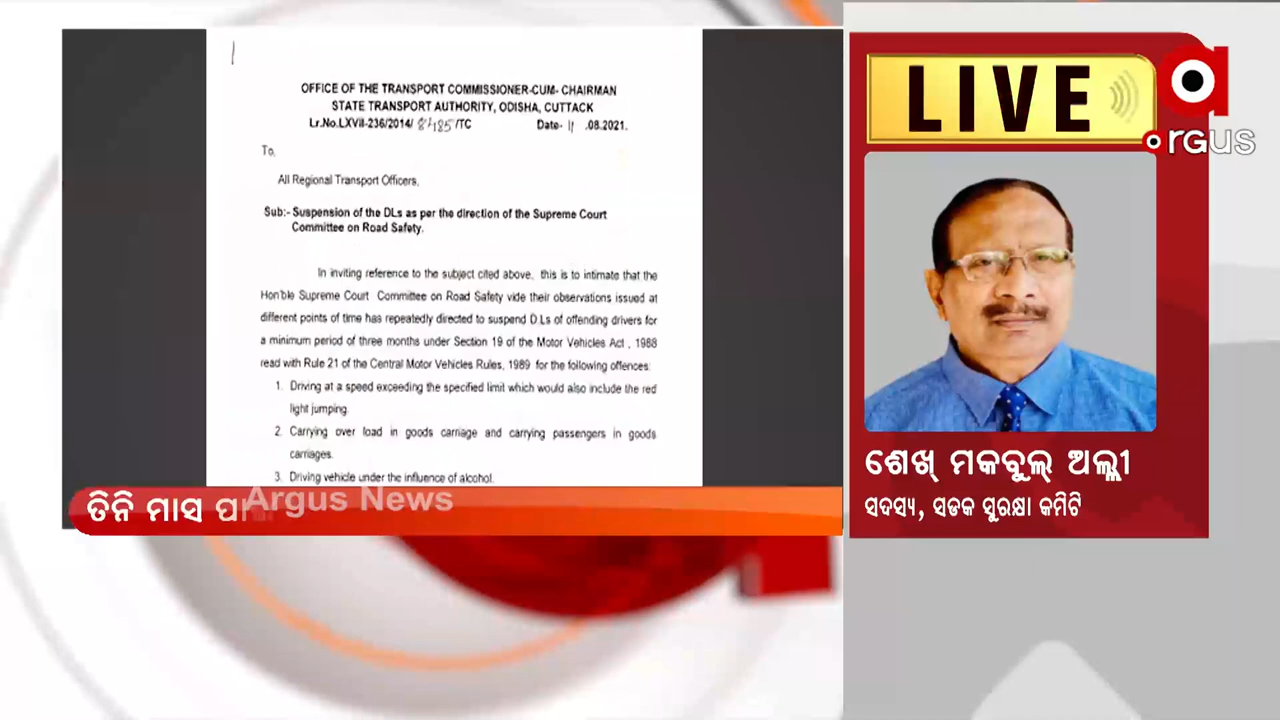 OFFICE OF THE TRANSPORT COMMISSIONER-CUM- CHAIRMAN
STATE TRANSPORT AUTHORITY, ODISHA, CUTTACK
Lr.No.LXVII-236/2014/ 8485 /TC Date- 11 .08.2021.
To,
All Regional Transport Officers,
Sub:- Suspension of the DLs as per the direction of the Supreme Court
Committee on Road Safety.
In inviting reference to the subject cited above, this is to intimate that the
Hon'ble Supreme Court Committee on Road Safety vide their observations issued at
different points of time has repeatedly directed to suspend D.Ls of offending drivers for
a minimum period of three months under Section 19 of the Motor Vehicles Act , 1988
read with Rule 21 of the Central Motor Vehicles Rules, 1989 for the following offences:
1. Driving at a speed exceeding the specified limit which would also include the red
light jumping.
2. Carrying over load in goods carriage and carrying passengers in goods
carriages.
3. Driving vehicle under the influence of alcohol.
ତିନି ମାସ
Argus News
LIVE
argus
ଶେଖ୍ ମକବୁଲ୍ ଅଲ୍ଲୀ
ସଦସ୍ୟ, ସଡକ ସୁରକ୍ଷା କମିଟି